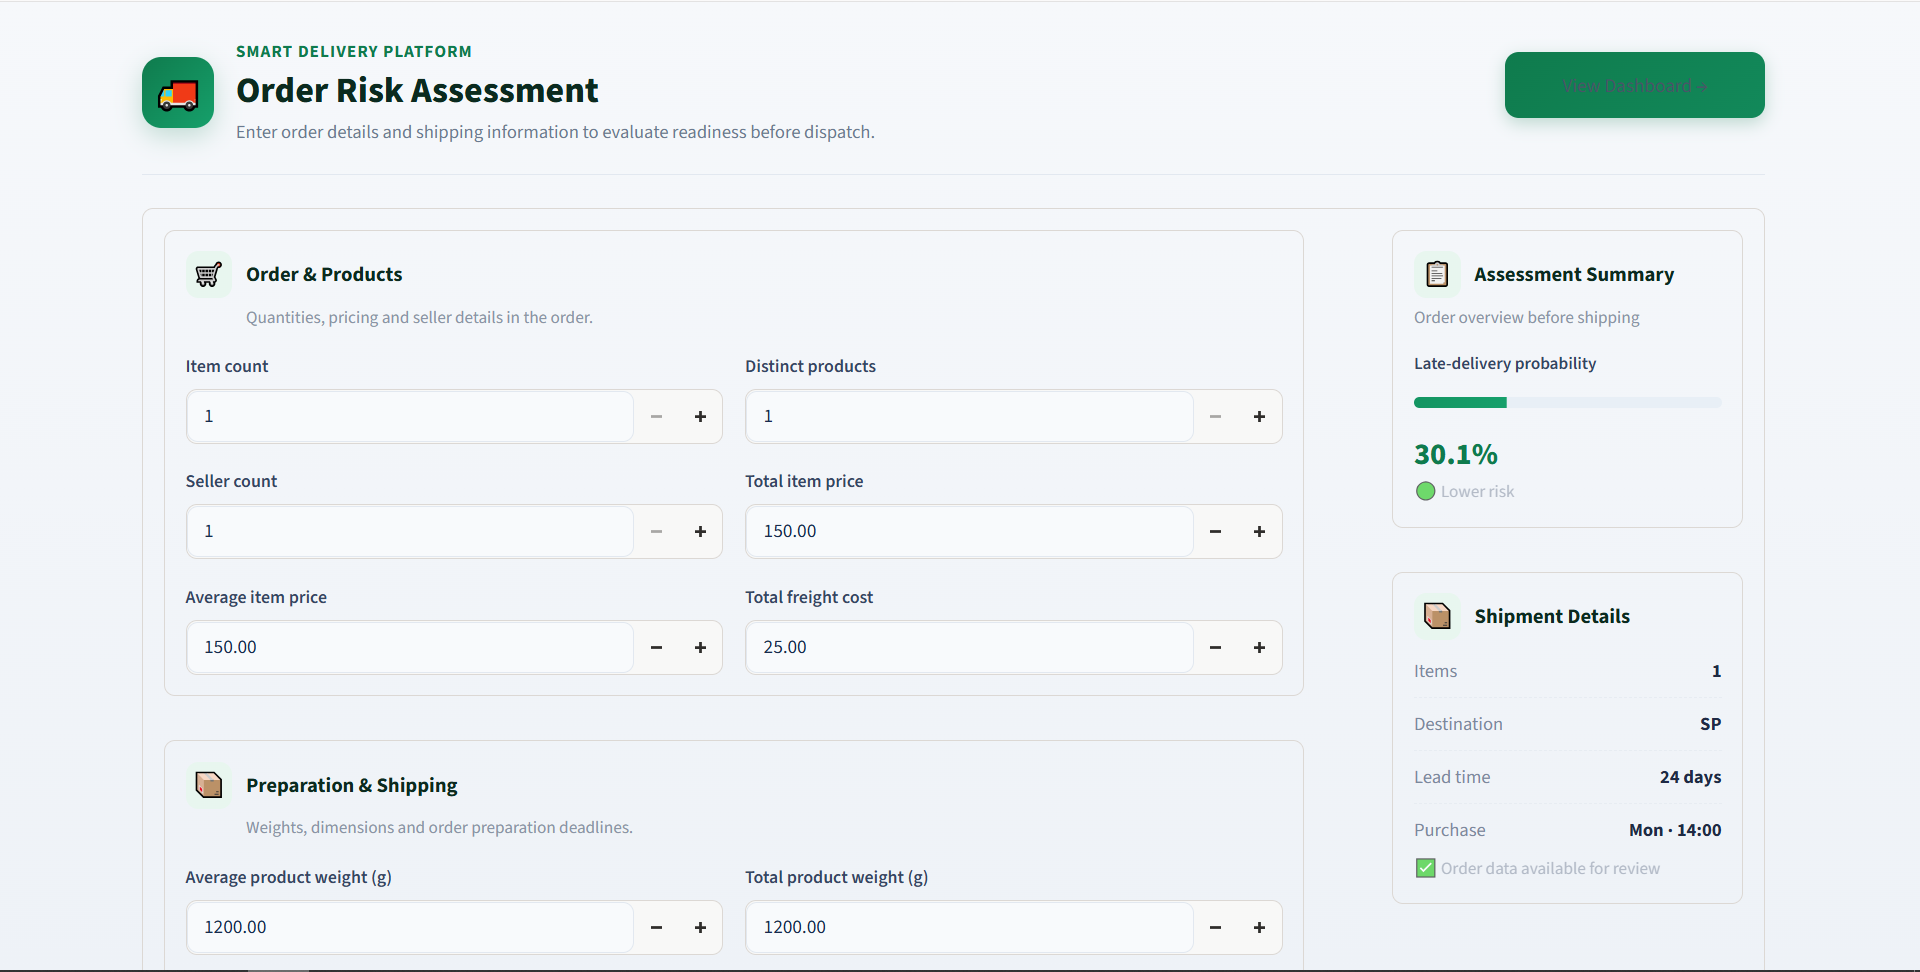 SMART DELIVERY PLATFORM
Order Risk Assessment
Enter order details and shipping information to evaluate readiness before dispatch.
View Dashboard →
Order & Products
Quantities, pricing and seller details in the order.
Item count
Distinct products
1
1
Seller count
Total item price
1
150.00
Average item price
Total freight cost
150.00
25.00
Preparation & Shipping
Weights, dimensions and order preparation deadlines.
Average product weight (g)
Total product weight (g)
1200.00
1200.00
Assessment Summary
Order overview before shipping
Late-delivery probability
30.1%
Lower risk
Shipment Details
Items 1
Destination SP
Lead time 24 days
Purchase Mon · 14:00
Order data available for review